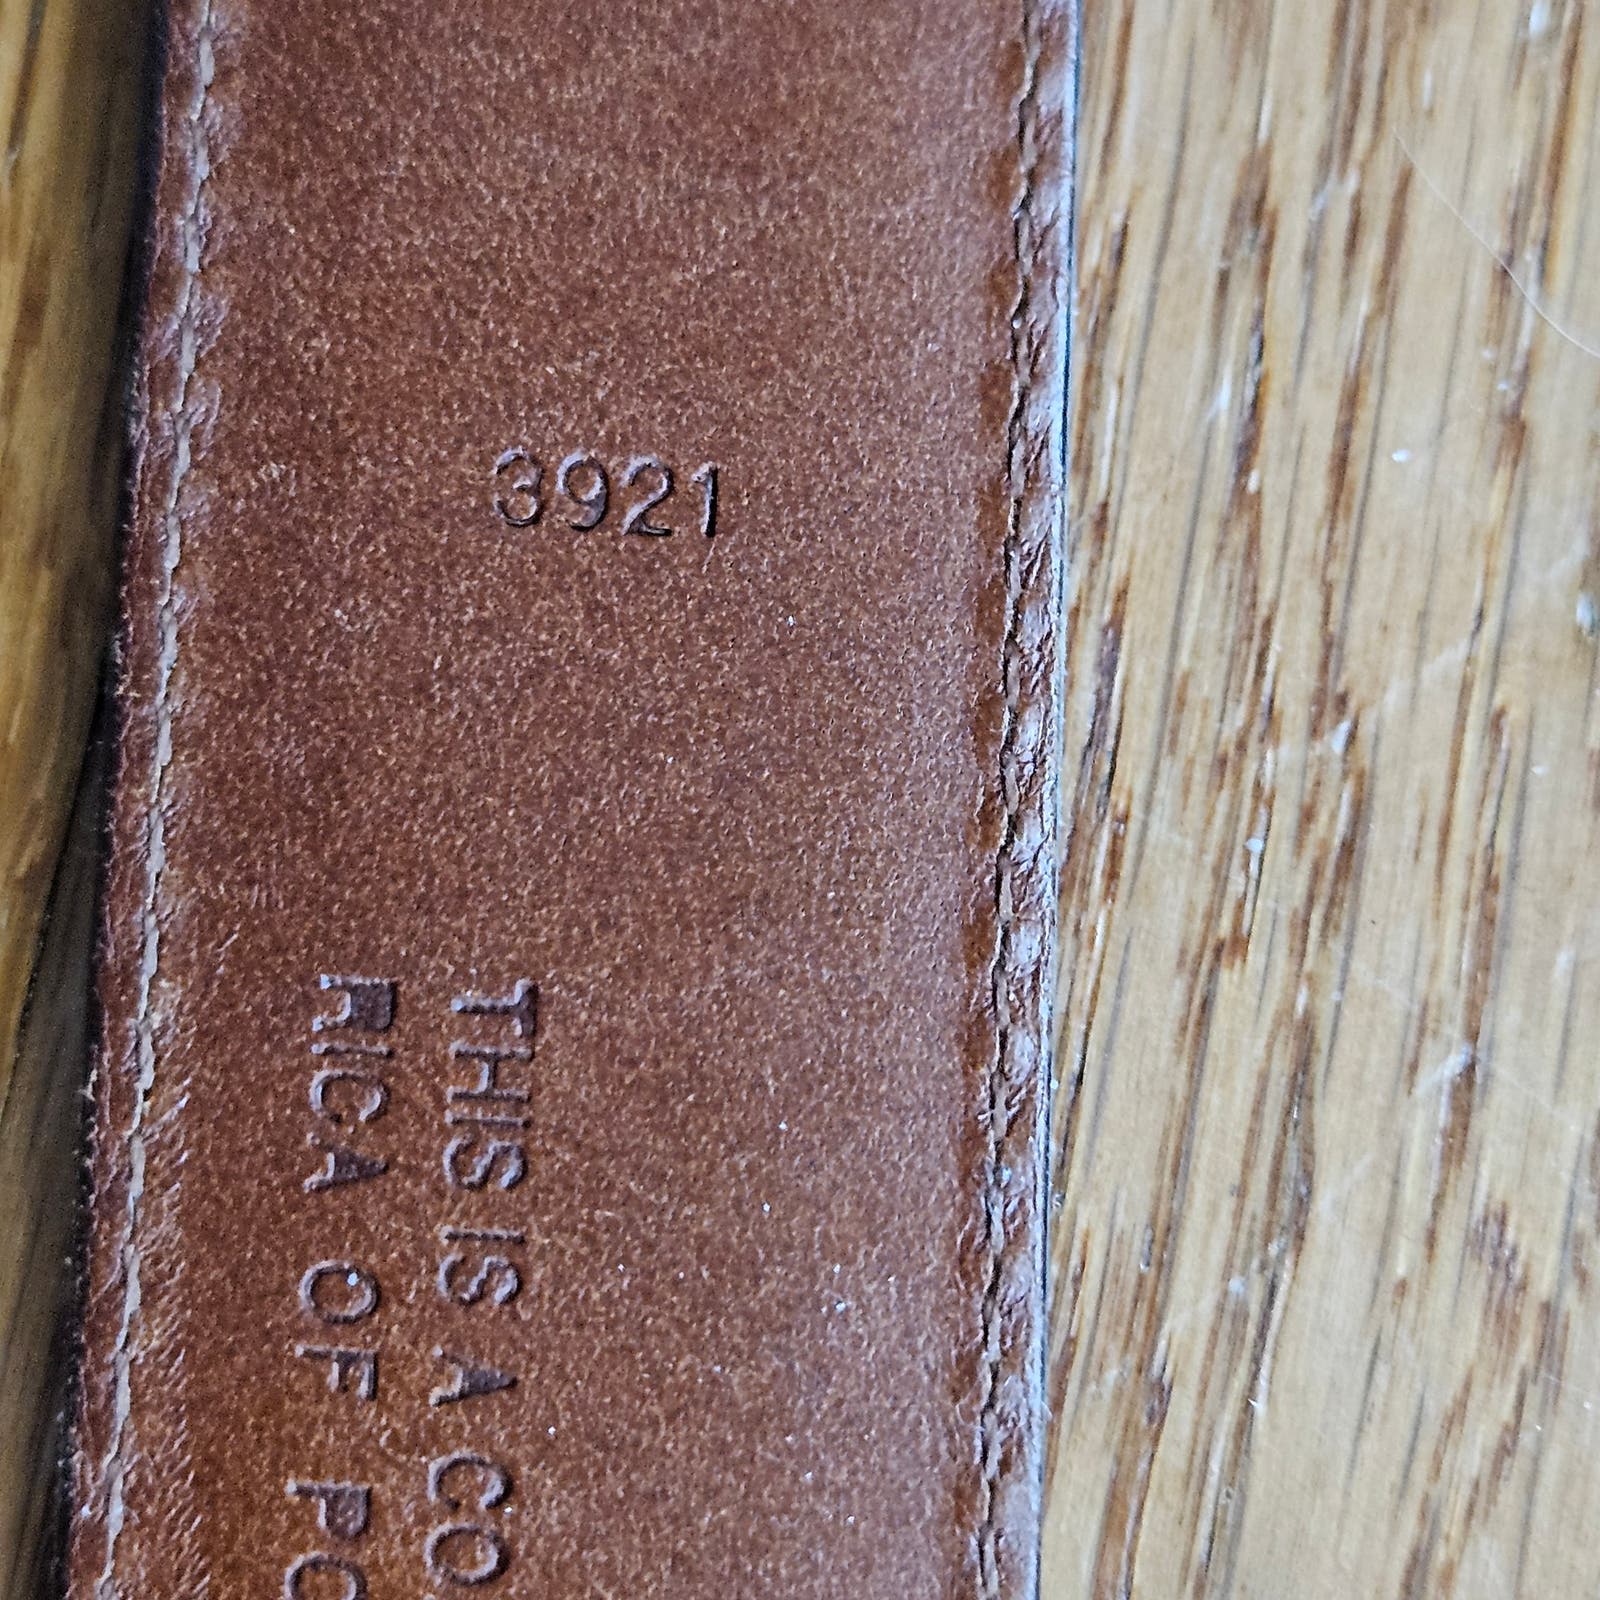 3921
THIS IS A CO
RICA OF PO